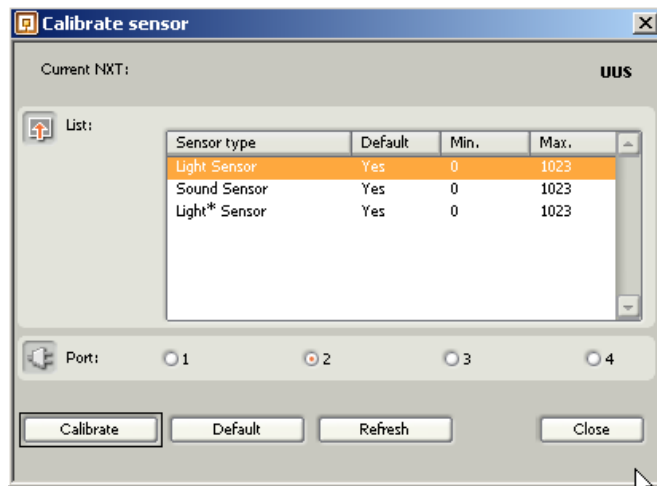 Calibrate sensor
Current NXT: UUS
List:
Sensor type Default Min. Max.
Light Sensor Yes 0 1023
Sound Sensor Yes 0 1023
Light* Sensor Yes 0 1023
Port: 1 2 3 4
Calibrate Default Refresh Close